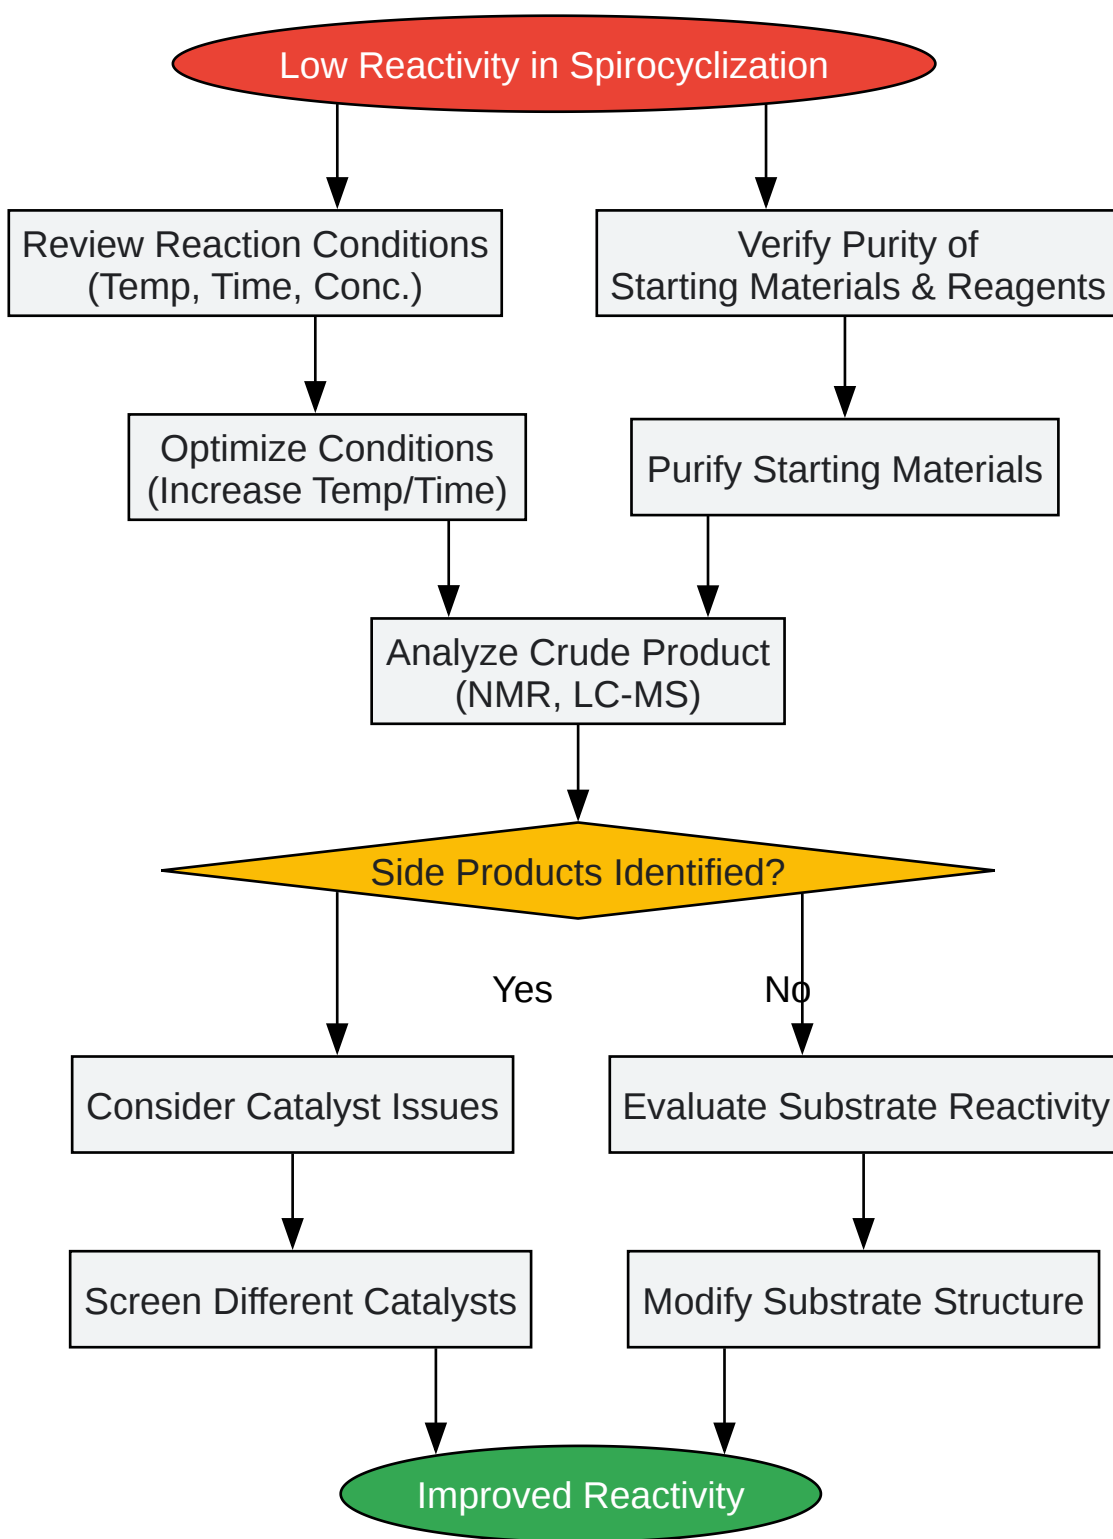 Low Reactivity in Spirocyclization
Review Reaction Conditions
(Temp, Time, Conc.)
Verify Purity of
Starting Materials & Reagents
Optimize Conditions
(Increase Temp/Time)
Purify Starting Materials
Analyze Crude Product
(NMR, LC-MS)
Side Products Identified?
Yes
No
Consider Catalyst Issues
Evaluate Substrate Reactivity
Screen Different Catalysts
Modify Substrate Structure
Improved Reactivity